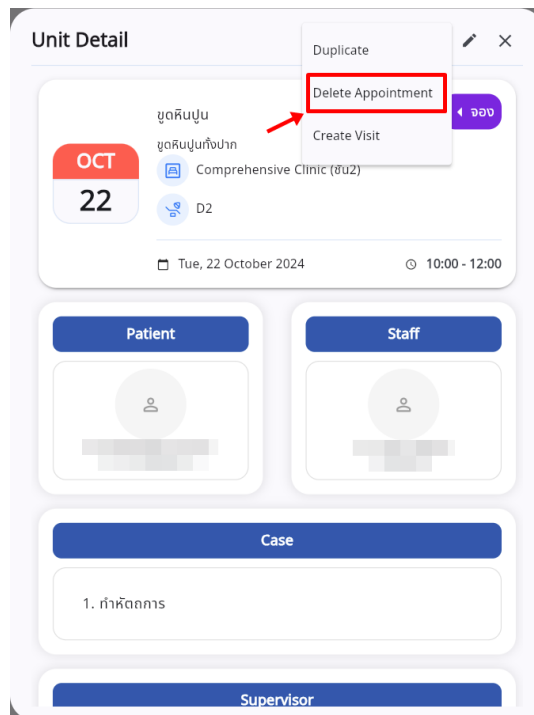 Unit Detail
Duplicate
Delete Appointment
Create Visit
จอง
ขูดหินปูน
ขูดหินปูนทั้งปาก
OCT
22
Comprehensive Clinic (ชั้น2)
D2
Tue, 22 October 2024
10:00 - 12:00
Patient
Staff
Case
1. ทำหัตถการ
Supervisor